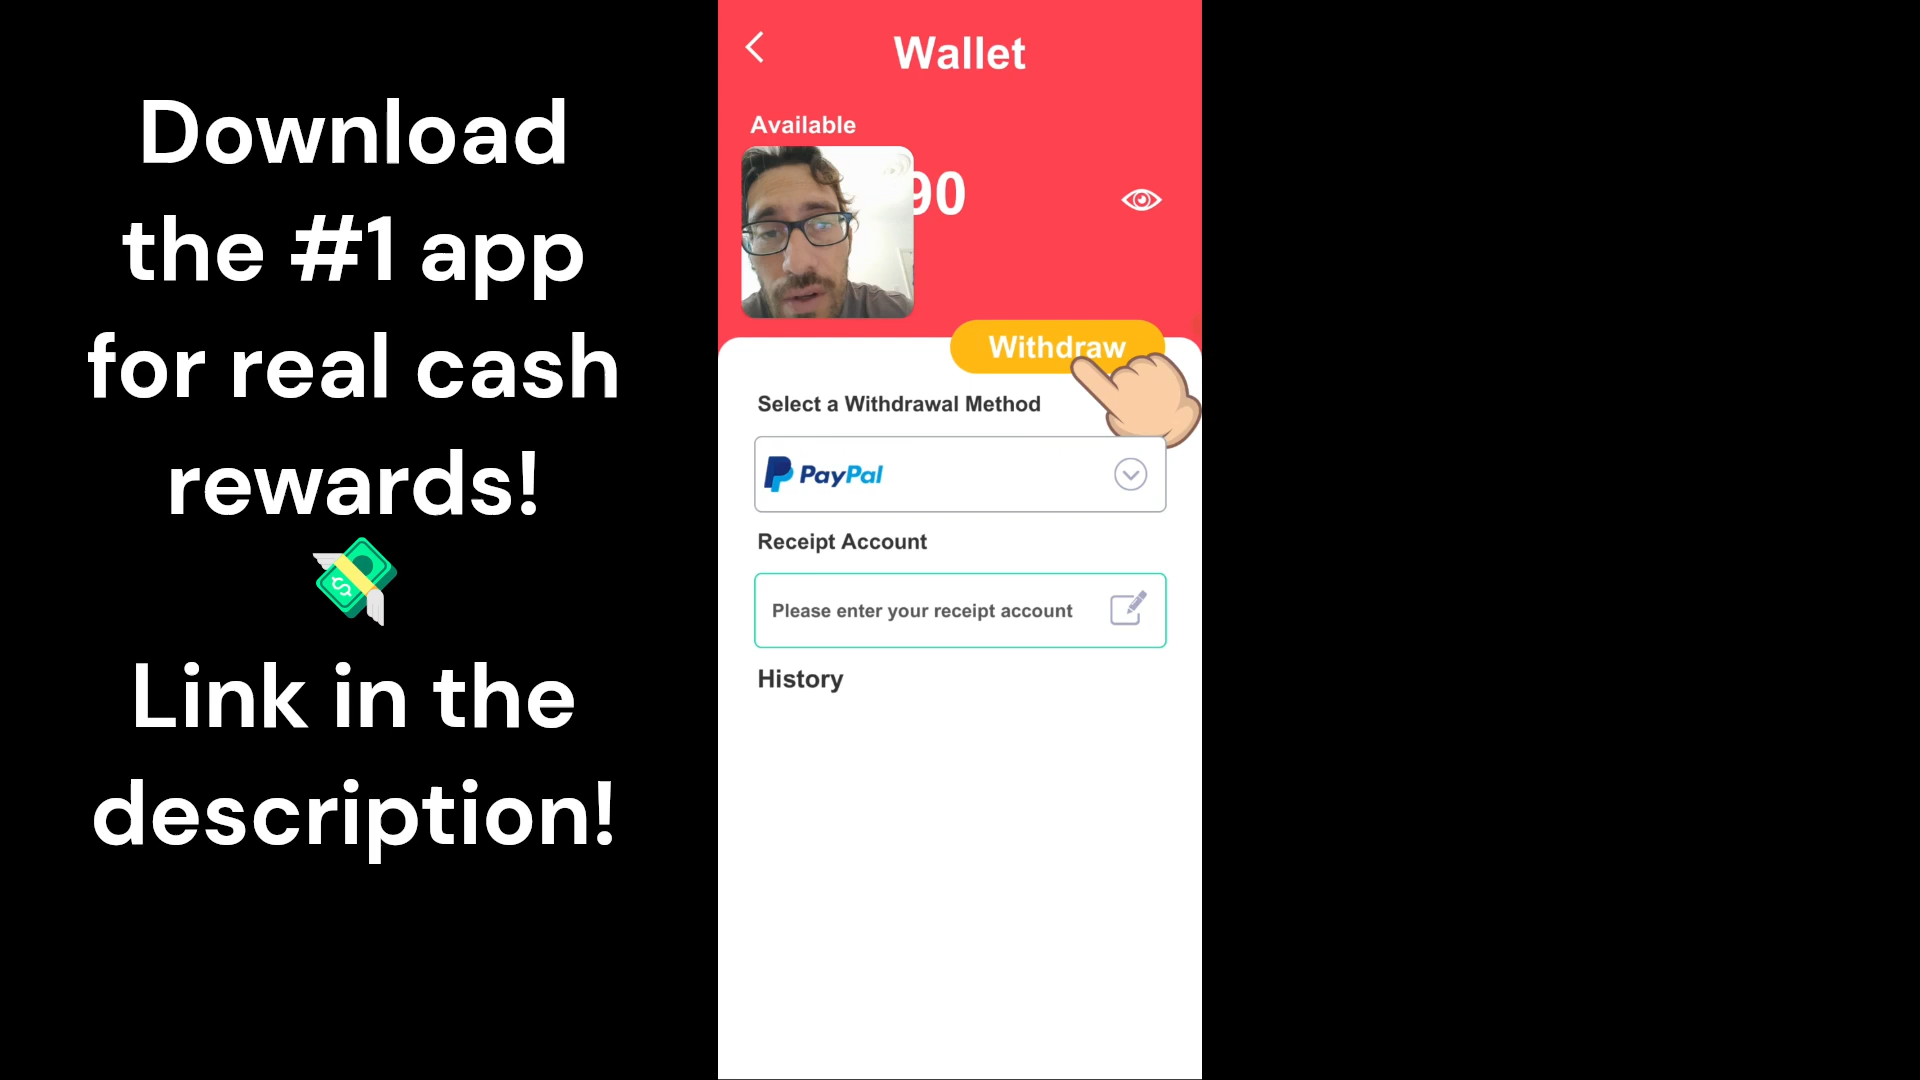 Download
the #1 app
for real cash
rewards!
Link in the
description!
Wallet
Available
90
Withdraw
Select a Withdrawal Method
PayPal
Receipt Account
Please enter your receipt account
History